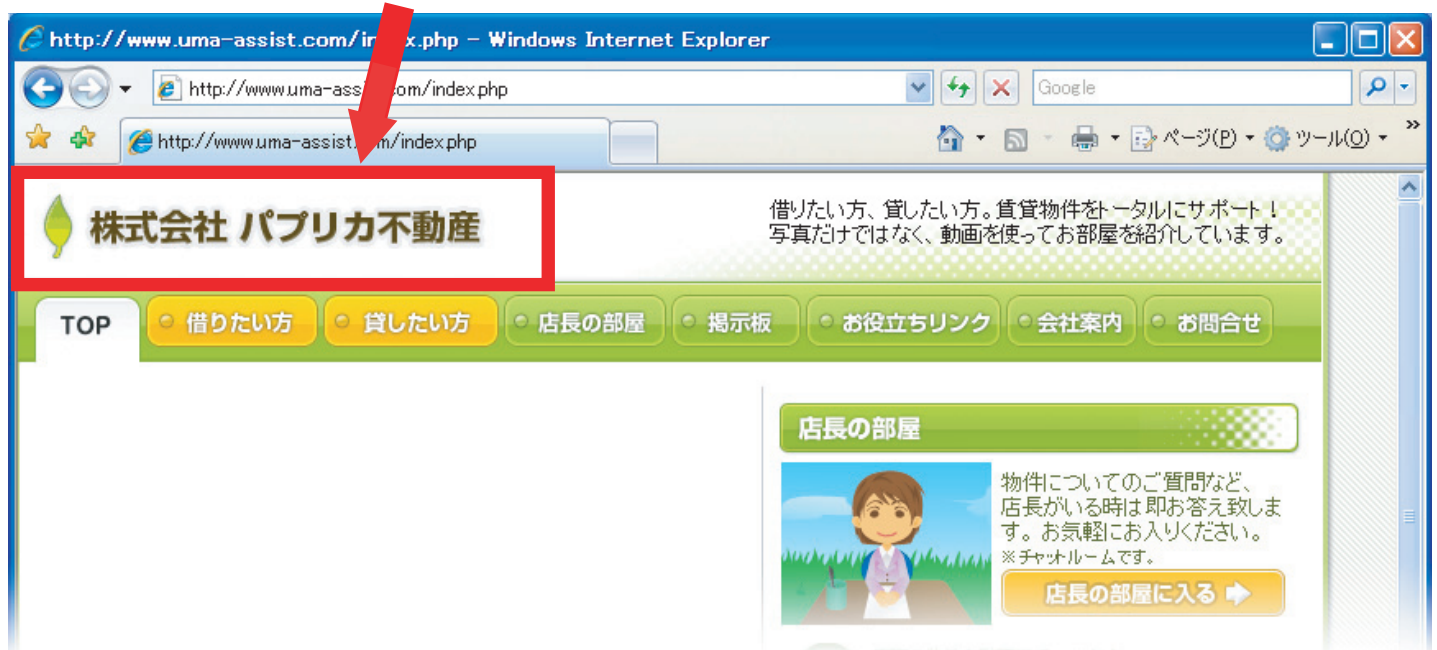 http://www.uma-assist.com/index.php - Windows Internet Explorer
http://www.uma-assist.com/index.php
Google
http://www.uma-assist.com/index.php
ページ(P)
ツール(O)
株式会社 パプリカ不動産
借りたい方、貸したい方。賃貸物件をトータルにサポート!
写真だけではなく、動画を使ってお部屋を紹介しています。
TOP
借りたい方
貸したい方
店長の部屋
掲示板
お役立ちリンク
会社案内
お問合せ
店長の部屋
物件についてのご質問など、
店長がいる時は即お答え致しま
す。お気軽にお入りください。
※チャットルームです。
店長の部屋に入る